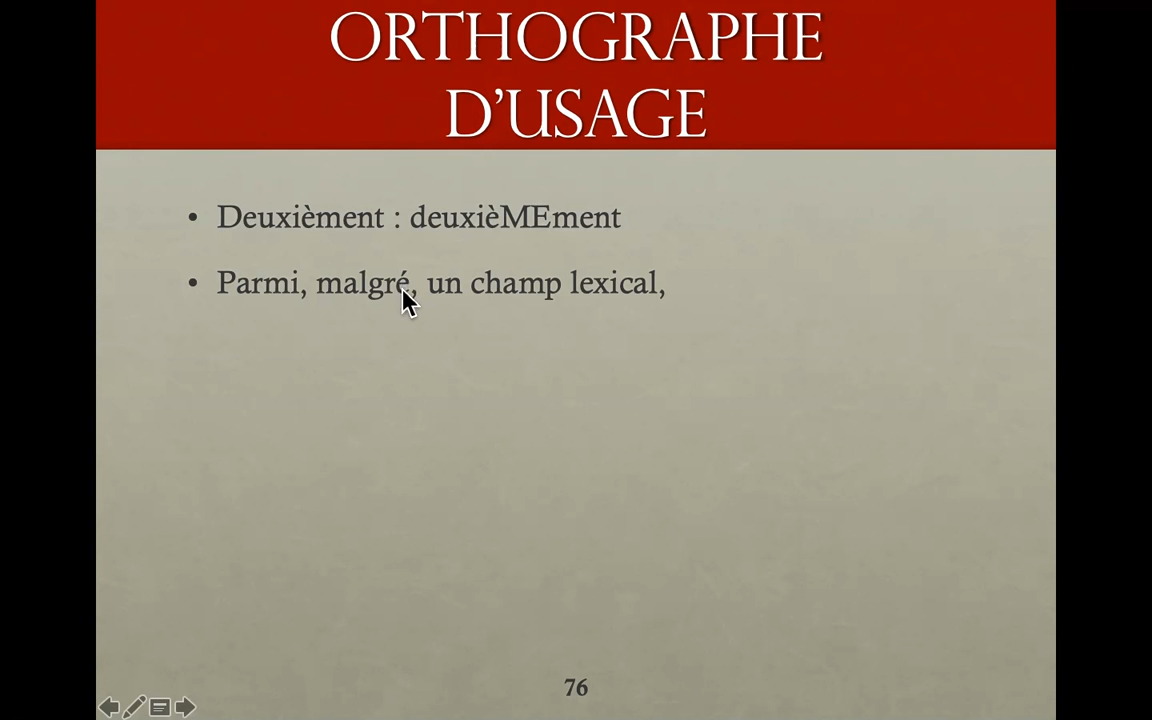 ORTHOGRAPHE
D’USAGE
• Deuxièment : deuxièMEment
• Parmi, malgré, un champ lexical,
76